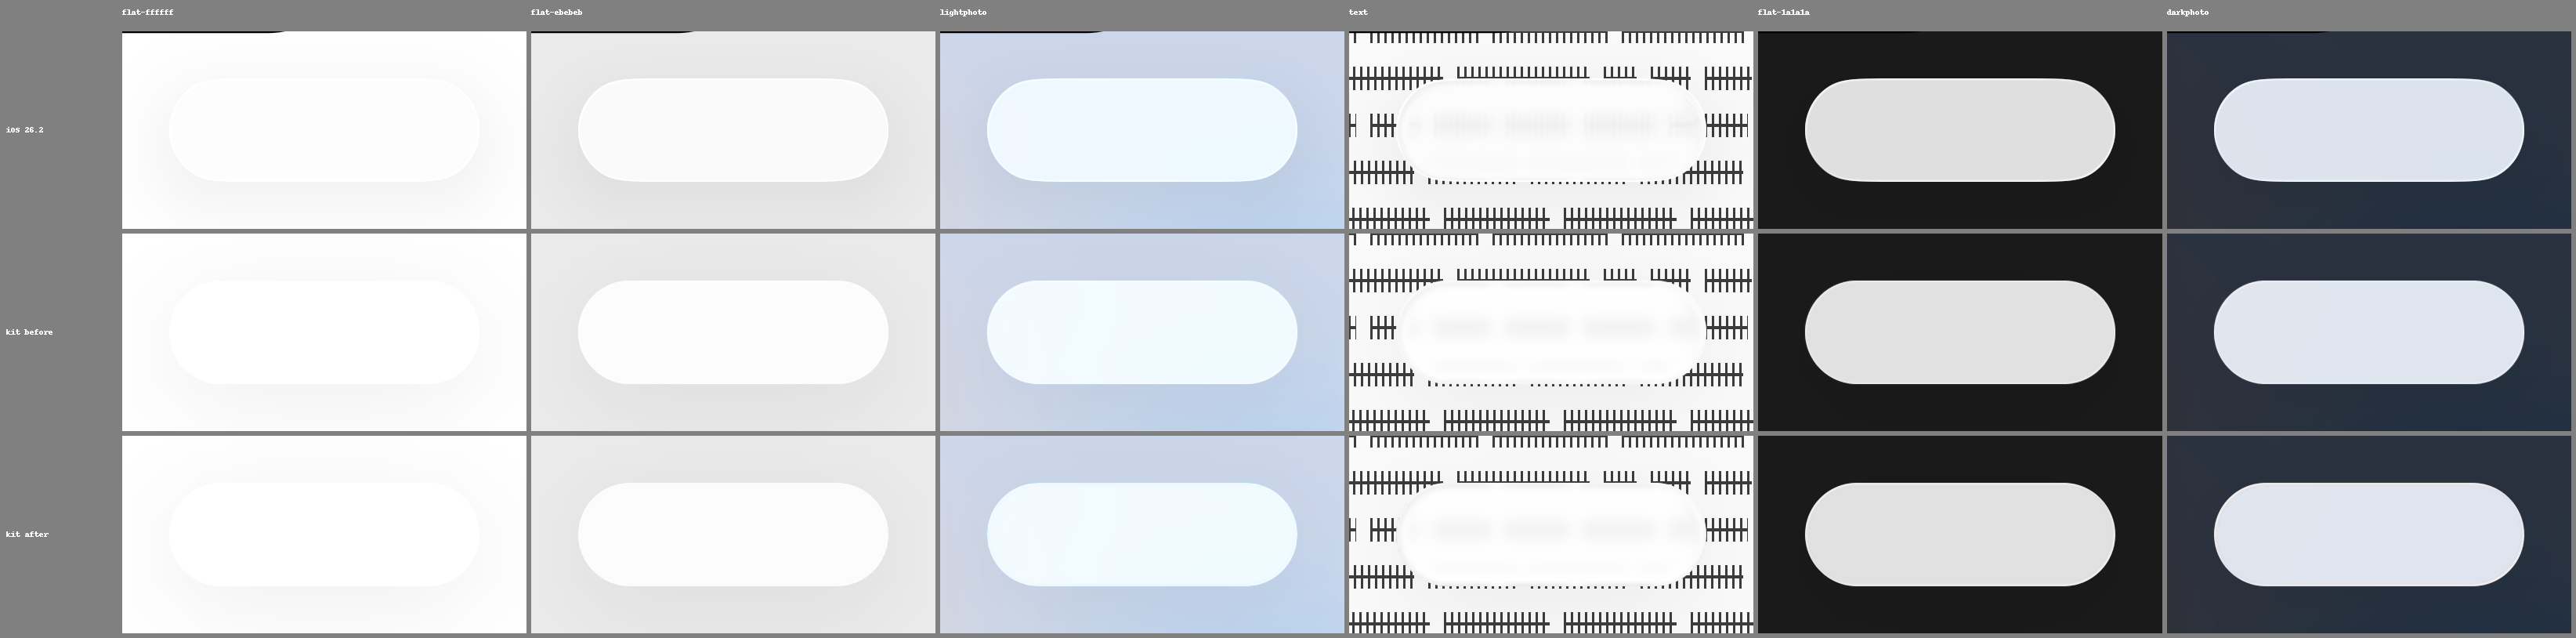 flat-ffffff
flat-ebebeb
lightphoto
text
flat-1a1a1a
darkphoto
ios 26.2
kit before
kit after